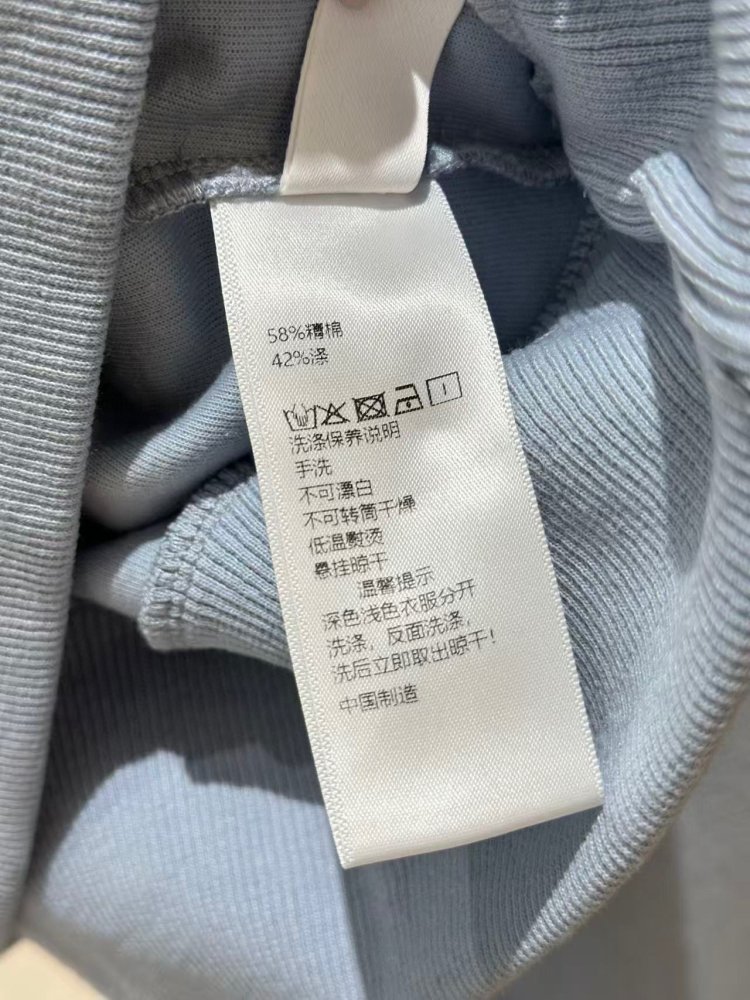 58%精棉
42%涤
洗涤保养说明
手洗
不可漂白
不可转筒干燥
低温熨烫
悬挂晾干
温馨提示
深色浅色衣服分开
洗涤，反面洗涤，
洗后立即取出晾干！
中国制造